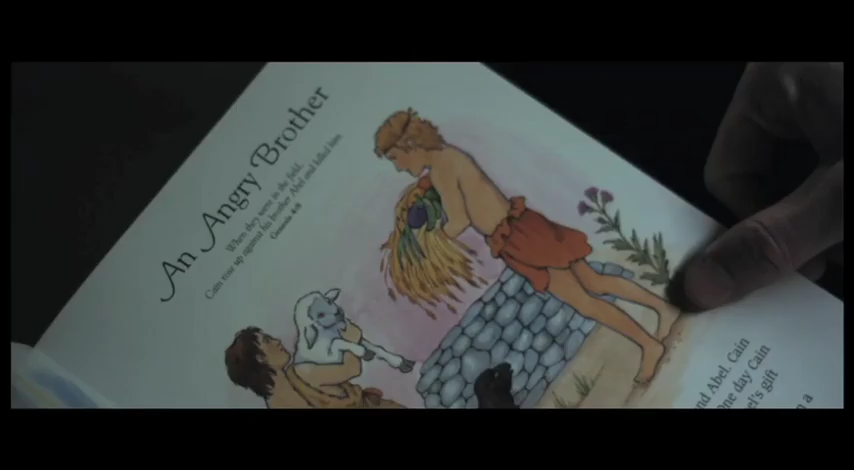 An Angry Brother
When they were in the field,
Cain rose up against his brother Abel and killed him.
Genesis 4:8
nd Abel. Cain
One day Cain
el's gift
n a